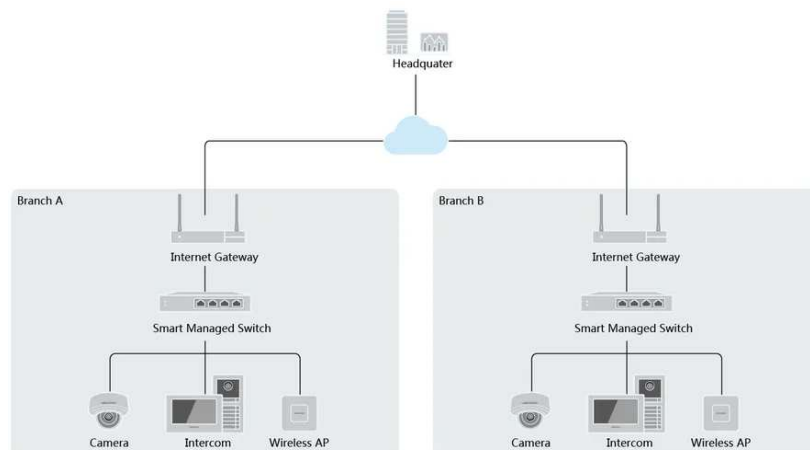 Headquater
Branch A
Branch B
Internet Gateway
Internet Gateway
Smart Managed Switch
Smart Managed Switch
Camera
Intercom
Wireless AP
Camera
Intercom
Wireless AP